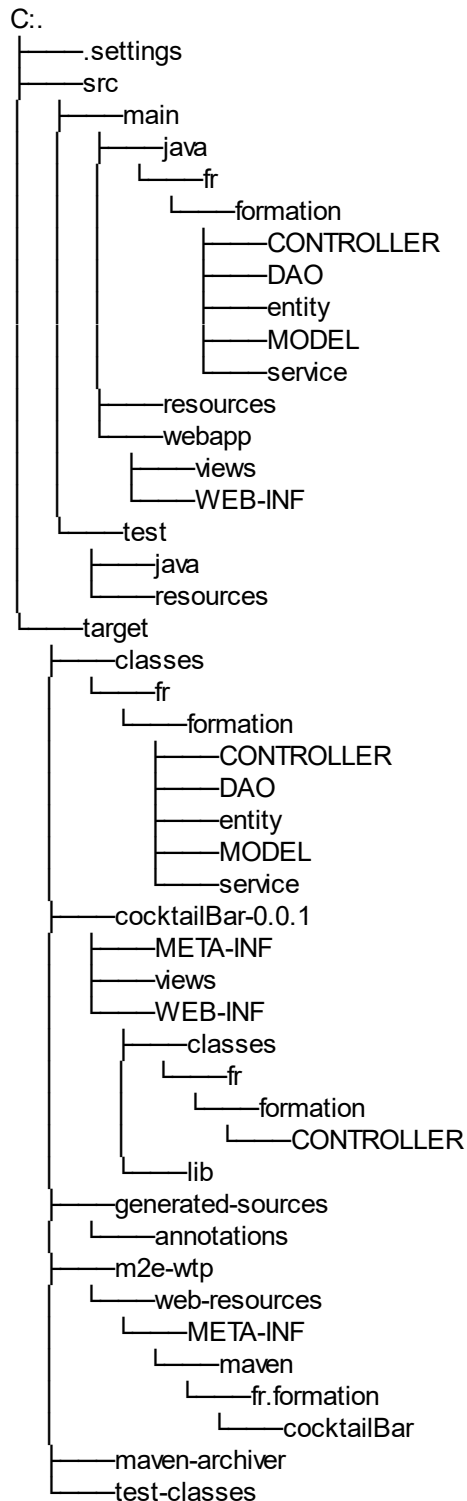 C:.
.settings
src
main
java
fr
formation
CONTROLLER
DAO
entity
MODEL
service
resources
webapp
views
WEB-INF
test
java
resources
target
classes
fr
formation
CONTROLLER
DAO
entity
MODEL
service
cocktailBar-0.0.1
META-INF
views
WEB-INF
classes
fr
formation
CONTROLLER
lib
generated-sources
annotations
m2e-wtp
web-resources
META-INF
maven
fr.formation
cocktailBar
maven-archiver
test-classes